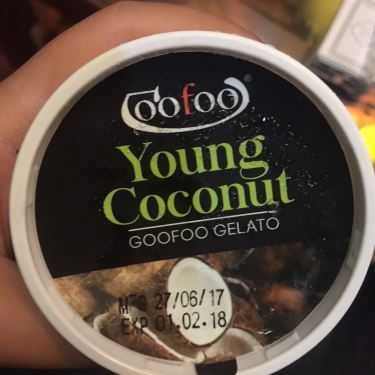 Goofoo
Young
Coconut
GOOFOO GELATO
MFG 27/06/17
EXP 01.02.18